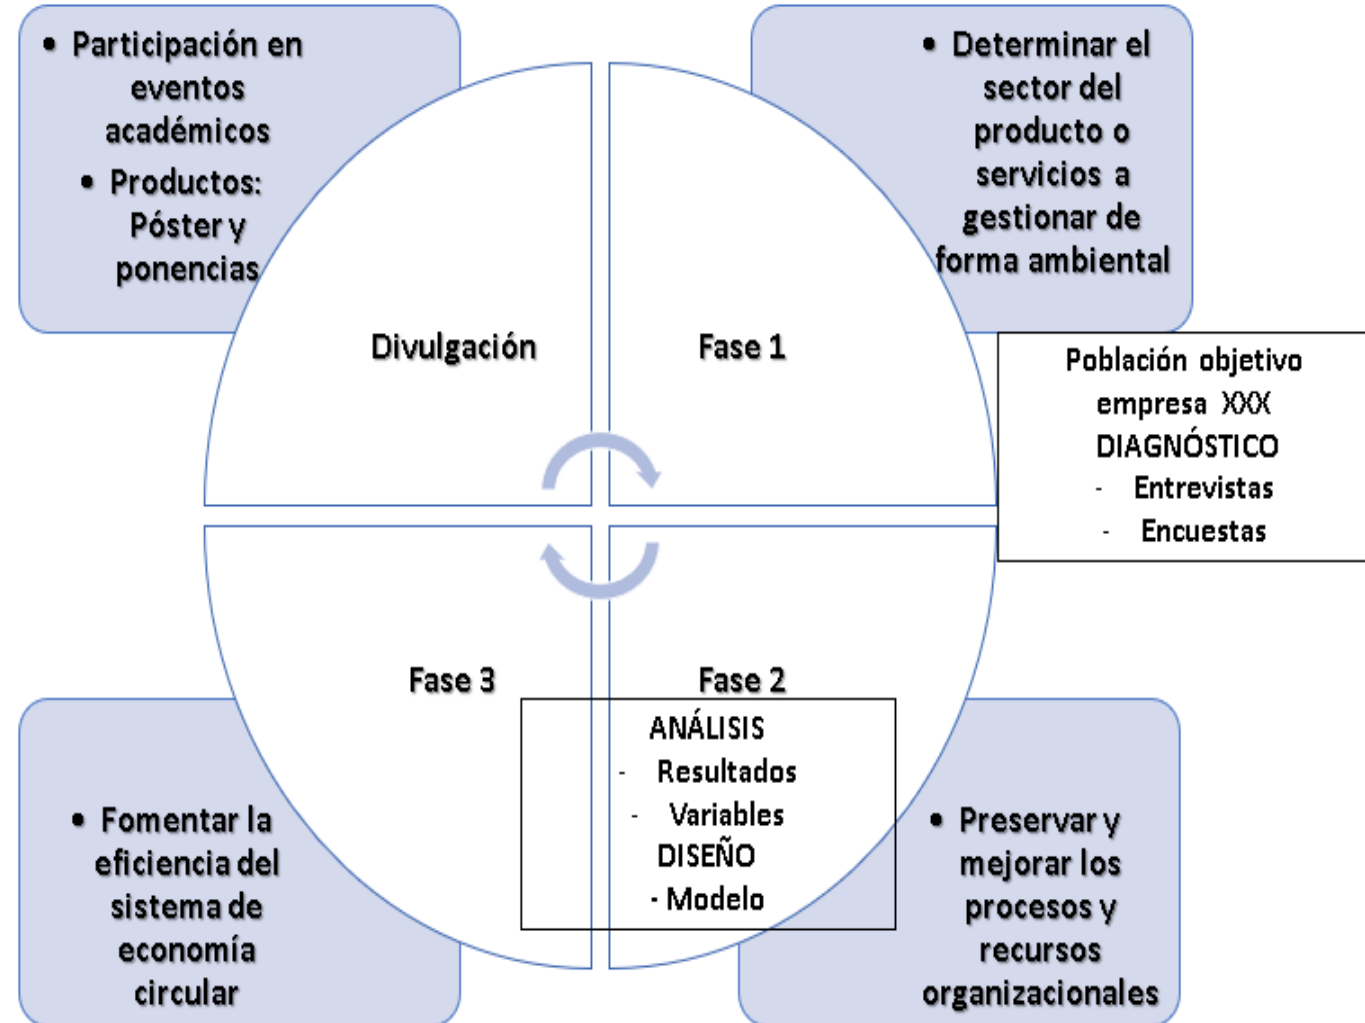 • Participación en
eventos
académicos
• Productos:
Póster y
ponencias
• Determinar el
sector del
producto o
servicios a
gestionar de
forma ambiental
Divulgación
Fase 1
Población objetivo
empresa XXX
DIAGNÓSTICO
- Entrevistas
- Encuestas
Fase 3
Fase 2
ANÁLISIS
- Resultados
- Variables
DISEÑO
- Modelo
• Fomentar la
eficiencia del
sistema de
economía
circular
• Preservar y
mejorar los
procesos y
recursos
organizacionales